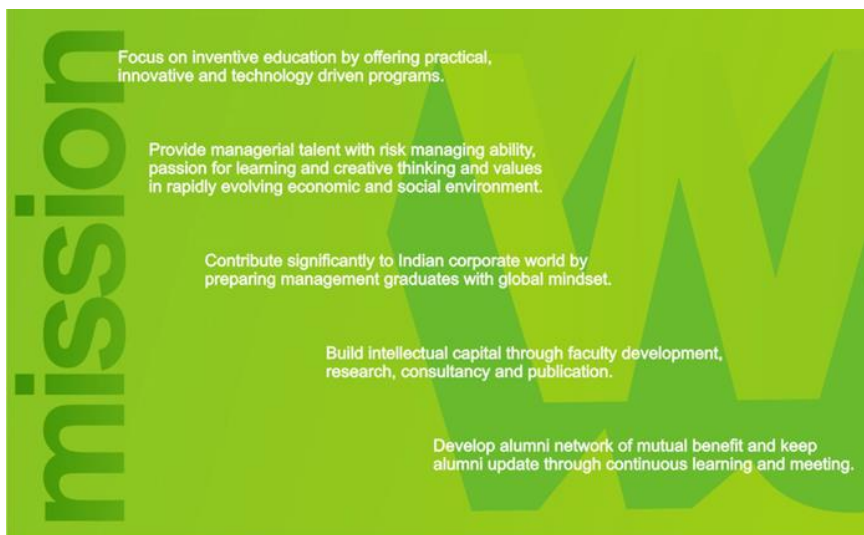 mission
Focus on inventive education by offering practical,
innovative and technology driven programs.
Provide managerial talent with risk managing ability,
passion for learning and creative thinking and values
in rapidly evolving economic and social environment.
Contribute significantly to Indian corporate world by
preparing management graduates with global mindset.
Build intellectual capital through faculty development,
research, consultancy and publication.
Develop alumni network of mutual benefit and keep
alumni update through continuous learning and meeting.